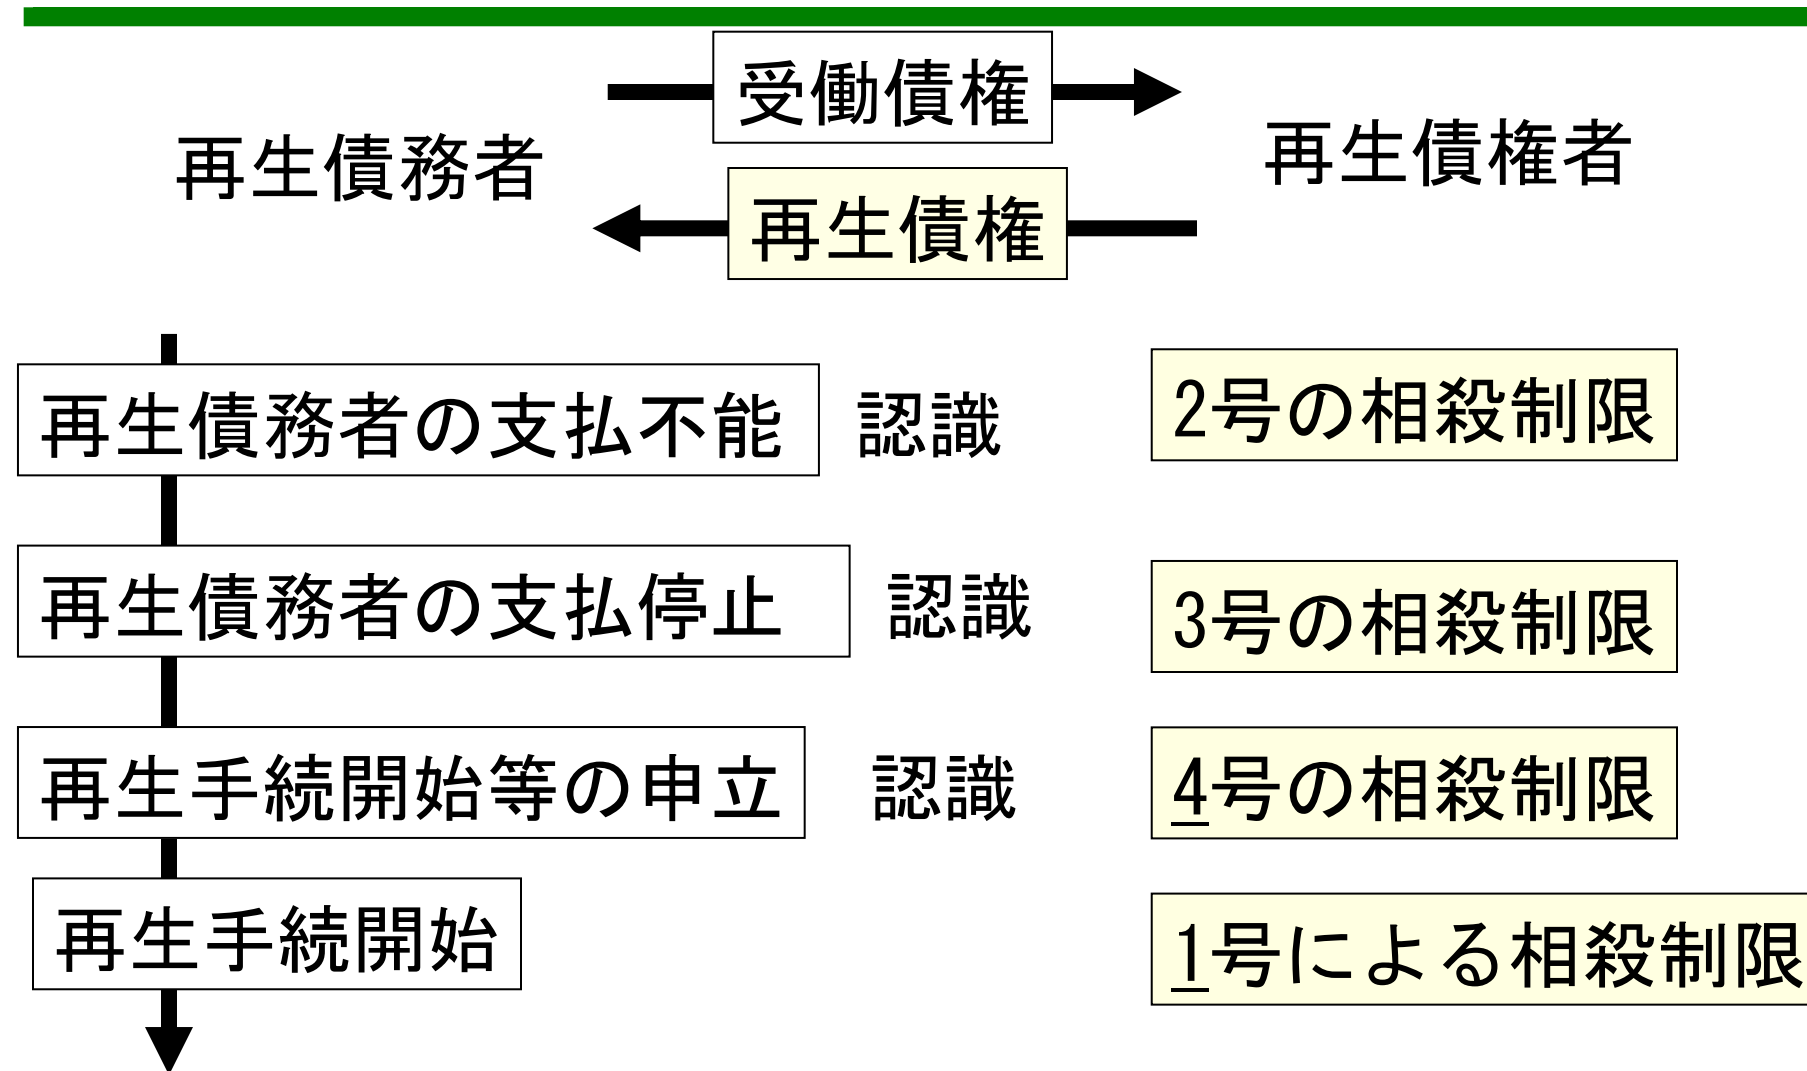 受働債権
再生債務者
再生債権者
再生債権
再生債務者の支払不能 認識 2号の相殺制限
再生債務者の支払停止 認識 3号の相殺制限
再生手続開始等の申立 認識 4号の相殺制限
再生手続開始 1号による相殺制限